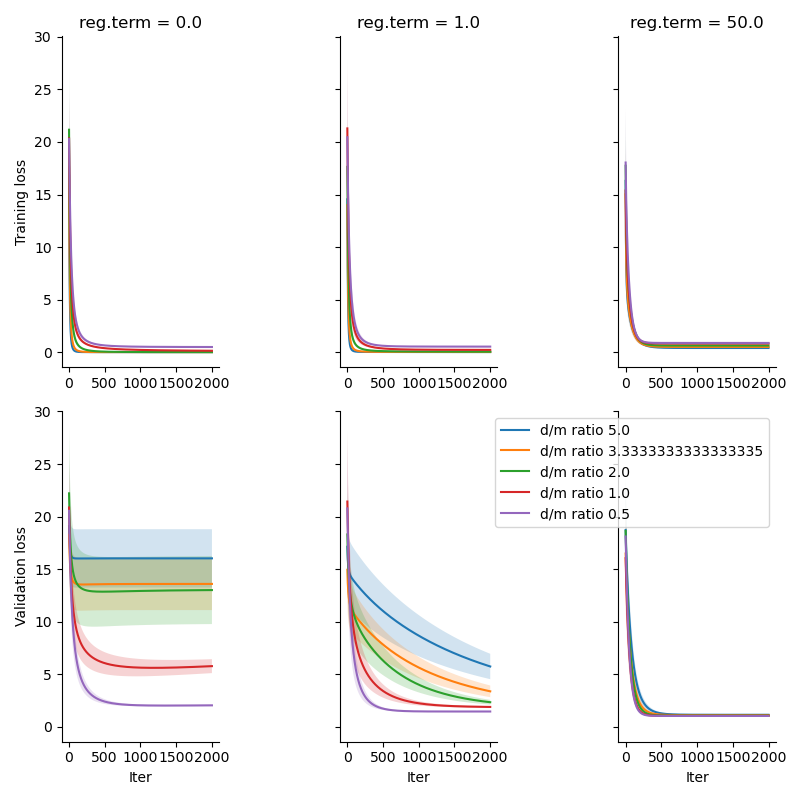 reg.term = 0.0 reg.term = 1.0 reg.term = 50.0
30
25
20
15
10
5
0
Training loss
0 500 1000 1500 2000 0 500 1000 1500 2000 0 500 1000 1500 2000
30
25
20
15
10
5
0
Validation loss
d/m ratio 5.0
d/m ratio 3.3333333333333335
d/m ratio 2.0
d/m ratio 1.0
d/m ratio 0.5
0 500 1000 1500 2000 0 500 1000 1500 2000 0 500 1000 1500 2000
Iter Iter Iter